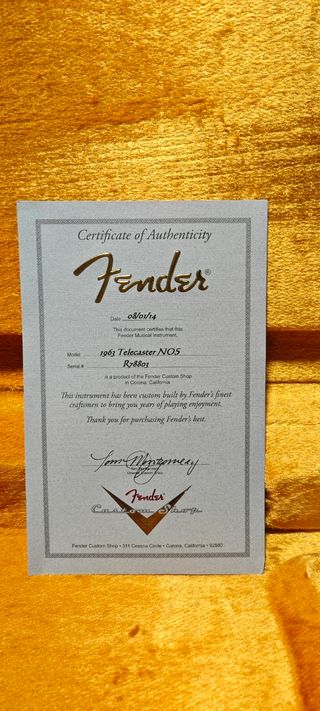 Certificate of Authenticity
Fender®
Date 08/01/14
This document certifies that this
Fender Musical Instrument,
Model 1963 Telecaster NOS
Serial # R78803
is a product of the Fender Custom Shop
in Corona, California
This instrument has been custom built by Fender's finest
craftsmen to bring you years of playing enjoyment.
Thank you for purchasing Fender's best.
Tom Montgomery
Fender
Custom Shop
Fender Custom Shop • 311 Cessna Circle • Corona, California • 92880